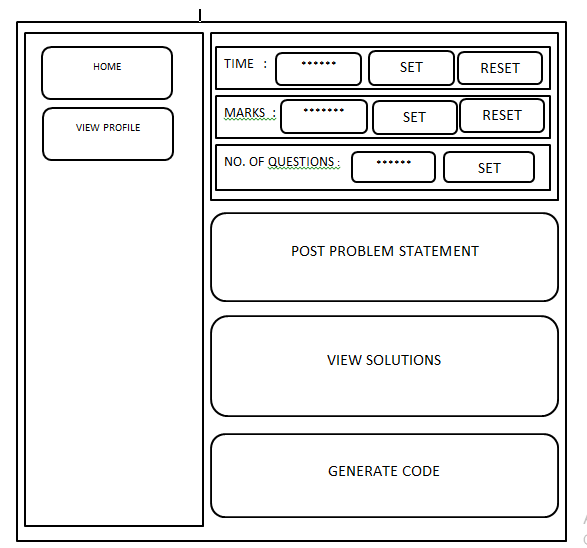 HOME
VIEW PROFILE
TIME : ****** SET RESET
MARKS : ******* SET RESET
NO. OF QUESTIONS : ****** SET
POST PROBLEM STATEMENT
VIEW SOLUTIONS
GENERATE CODE